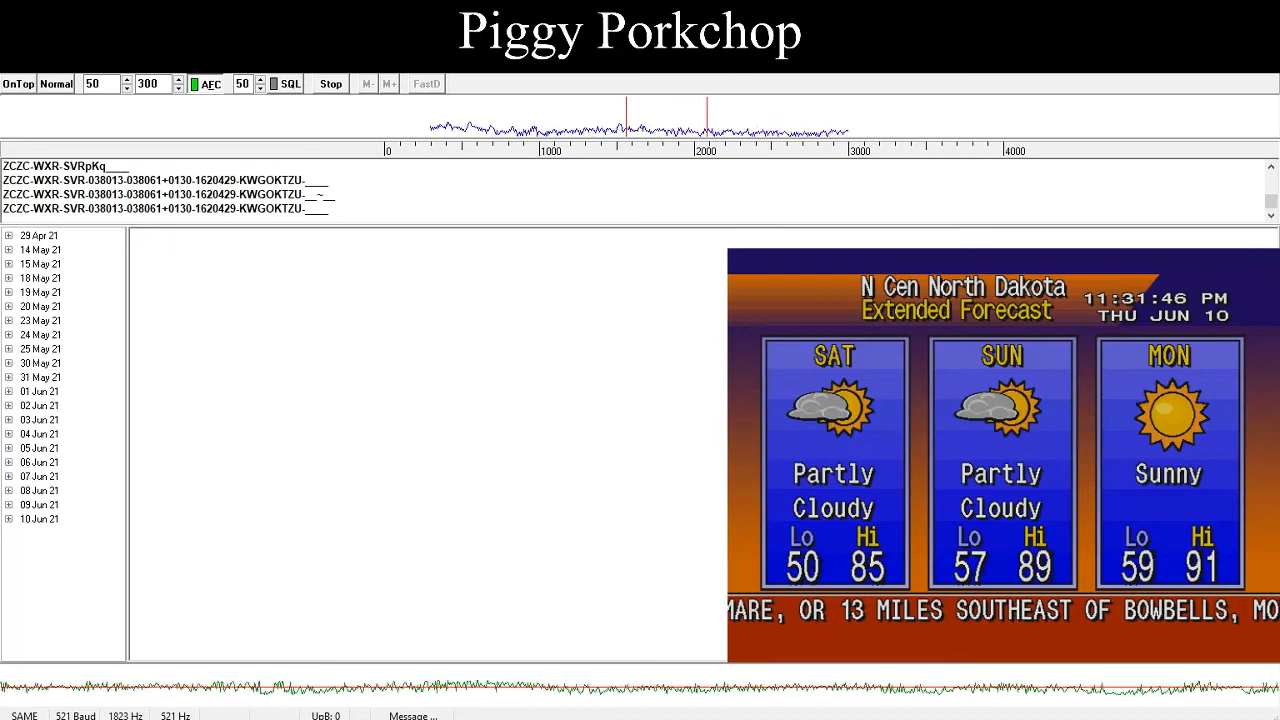 Piggy Porkchop
OnTop Normal 50 300 AFC 50 SQL Stop M- M+ FastD
0 1000 2000 3000 4000
ZCZC-WXR-SVRpKq____
ZCZC-WXR-SVR-038013-038061+0130-1620429-KWGOKTZU-____
ZCZC-WXR-SVR-038013-038061+0130-1620429-KWGOKTZU-__~__
ZCZC-WXR-SVR-038013-038061+0130-1620429-KWGOKTZU-____
29 Apr 21
14 May 21
15 May 21
18 May 21
19 May 21
20 May 21
23 May 21
24 May 21
25 May 21
30 May 21
31 May 21
01 Jun 21
02 Jun 21
03 Jun 21
04 Jun 21
05 Jun 21
06 Jun 21
07 Jun 21
08 Jun 21
09 Jun 21
10 Jun 21
N Cen North Dakota
Extended Forecast
11:31:46 PM
THU JUN 10
SAT SUN MON
Partly Partly Sunny
Cloudy Cloudy
Lo Hi Lo Hi Lo Hi
50 85 57 89 59 91
MARE, OR 13 MILES SOUTHEAST OF BOWBELLS, MO
SAME 521 Baud 1823 Hz 521 Hz UpB: 0 Message ...